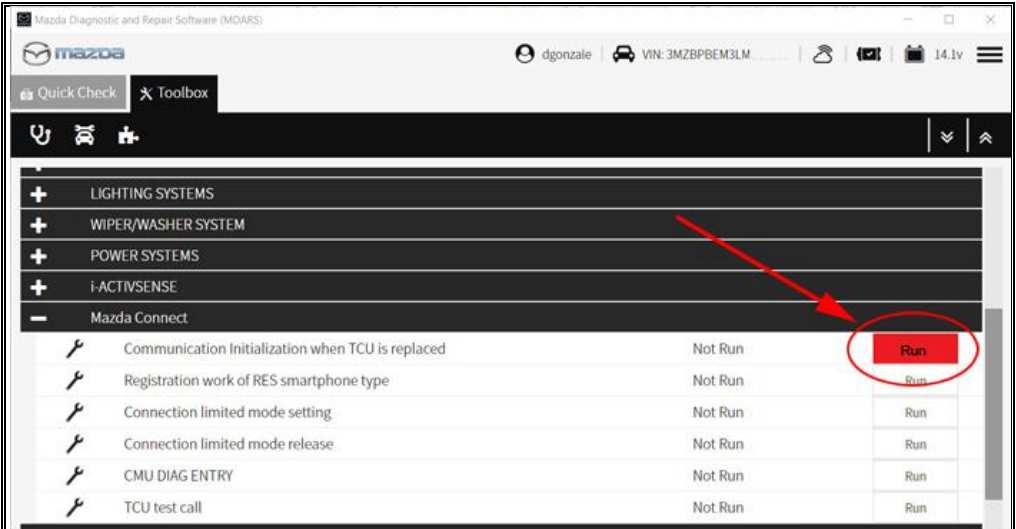 Mazda Diagnostic and Repair Software (MDARS)
mazda dgonzale VIN: 3MZBPBEM3LM 14.1v
Quick Check Toolbox
LIGHTING SYSTEMS
WIPER/WASHER SYSTEM
POWER SYSTEMS
i-ACTIVSENSE
Mazda Connect
Communication Initialization when TCU is replaced Not Run Run
Registration work of RES smartphone type Not Run Run
Connection limited mode setting Not Run Run
Connection limited mode release Not Run Run
CMU DIAG ENTRY Not Run Run
TCU test call Not Run Run